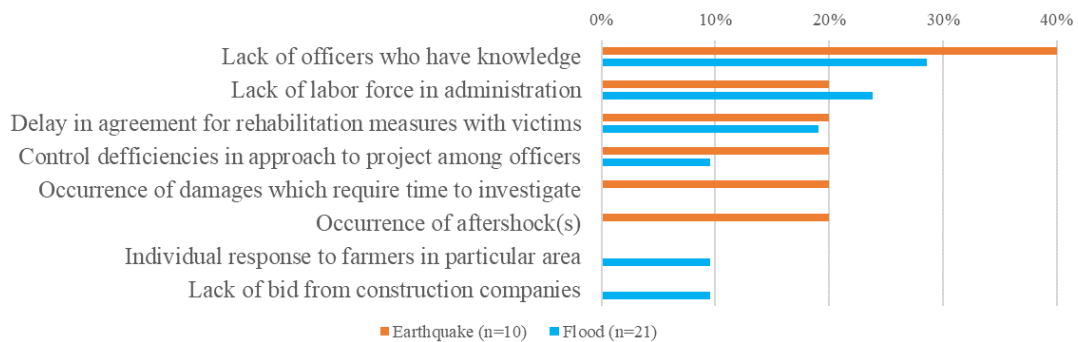 0% 10% 20% 30% 40%
Lack of officers who have knowledge
Lack of labor force in administration
Delay in agreement for rehabilitation measures with victims
Control defficiencies in approach to project among officers
Occurrence of damages which require time to investigate
Occurrence of aftershock(s)
Individual response to farmers in particular area
Lack of bid from construction companies
Earthquake (n=10) Flood (n=21)